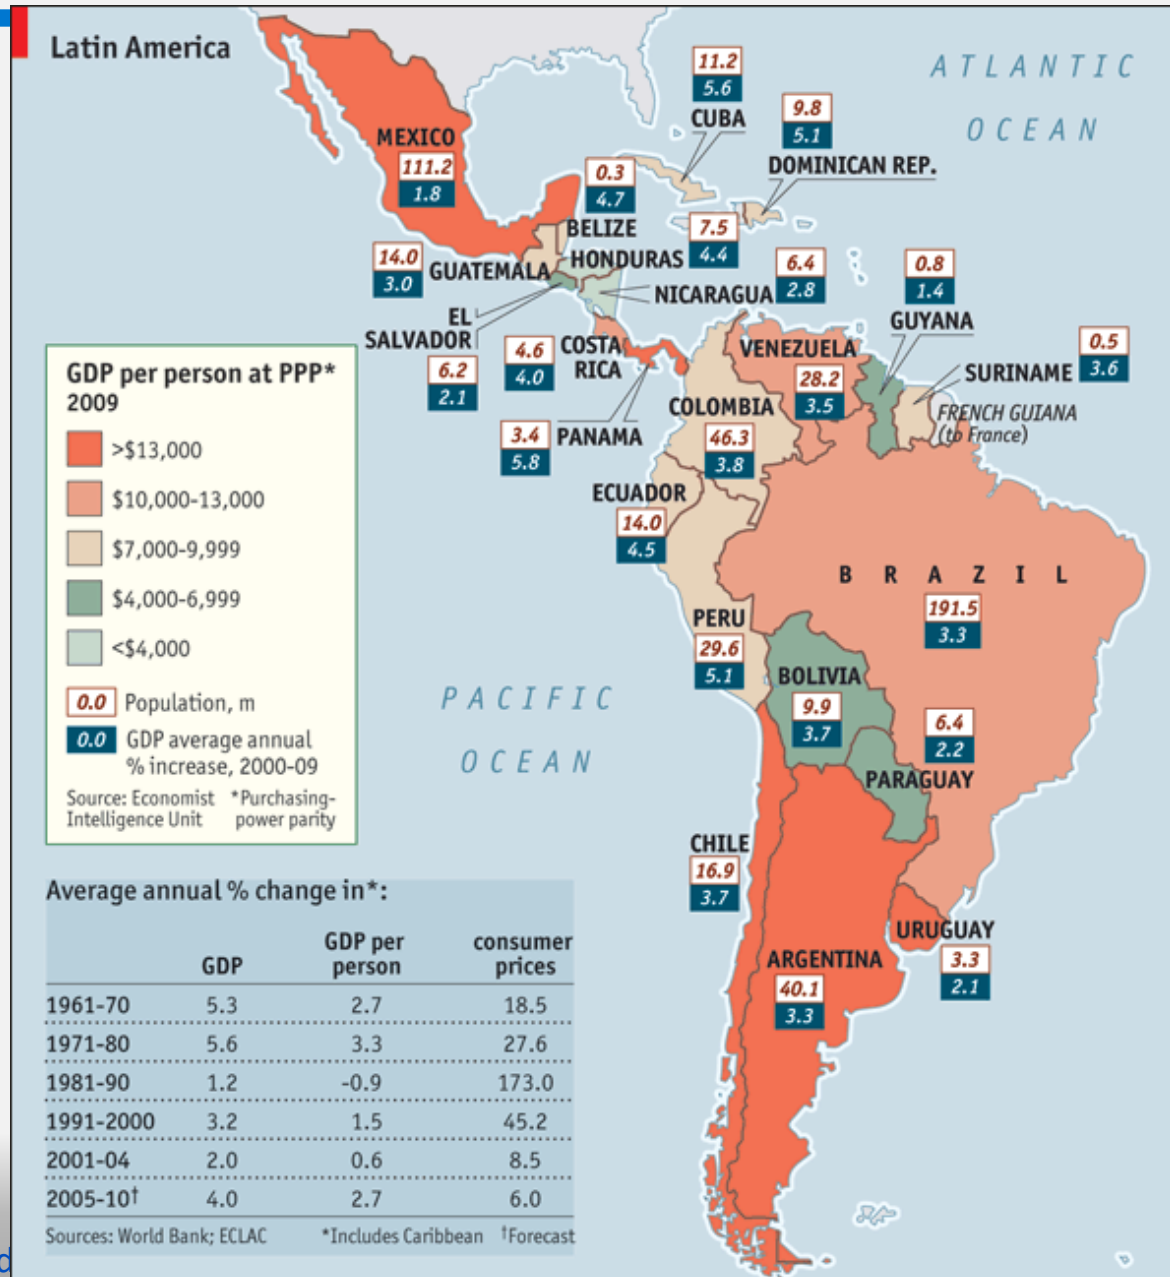 Latin America
ATLANTIC
OCEAN
11.2
5.6
CUBA
9.8
5.1
DOMINICAN REP.
MEXICO
111.2
1.8
0.3
4.7
BELIZE
7.5
4.4
HONDURAS
14.0
3.0
GUATEMALA
6.4
2.8
NICARAGUA
0.8
1.4
GUYANA
EL
SALVADOR
6.2
2.1
4.6
4.0
COSTA
RICA
VENEZUELA
28.2
3.5
0.5
3.6
SURINAME
FRENCH GUIANA
(to France)
3.4
5.8
PANAMA
COLOMBIA
46.3
3.8
ECUADOR
14.0
4.5
BRAZIL
191.5
3.3
PERU
29.6
5.1
BOLIVIA
9.9
3.7
PACIFIC
OCEAN
6.4
2.2
PARAGUAY
CHILE
16.9
3.7
URUGUAY
3.3
2.1
ARGENTINA
40.1
3.3
GDP per person at PPP*
2009
>$13,000
$10,000-13,000
$7,000-9,999
$4,000-6,999
<$4,000
0.0 Population, m
0.0 GDP average annual
% increase, 2000-09
Source: Economist *Purchasing-
Intelligence Unit power parity
Average annual % change in*:
GDP per consumer
GDP person prices
1961-70 5.3 2.7 18.5
1971-80 5.6 3.3 27.6
1981-90 1.2 -0.9 173.0
1991-2000 3.2 1.5 45.2
2001-04 2.0 0.6 8.5
2005-10† 4.0 2.7 6.0
Sources: World Bank; ECLAC *Includes Caribbean †Forecast